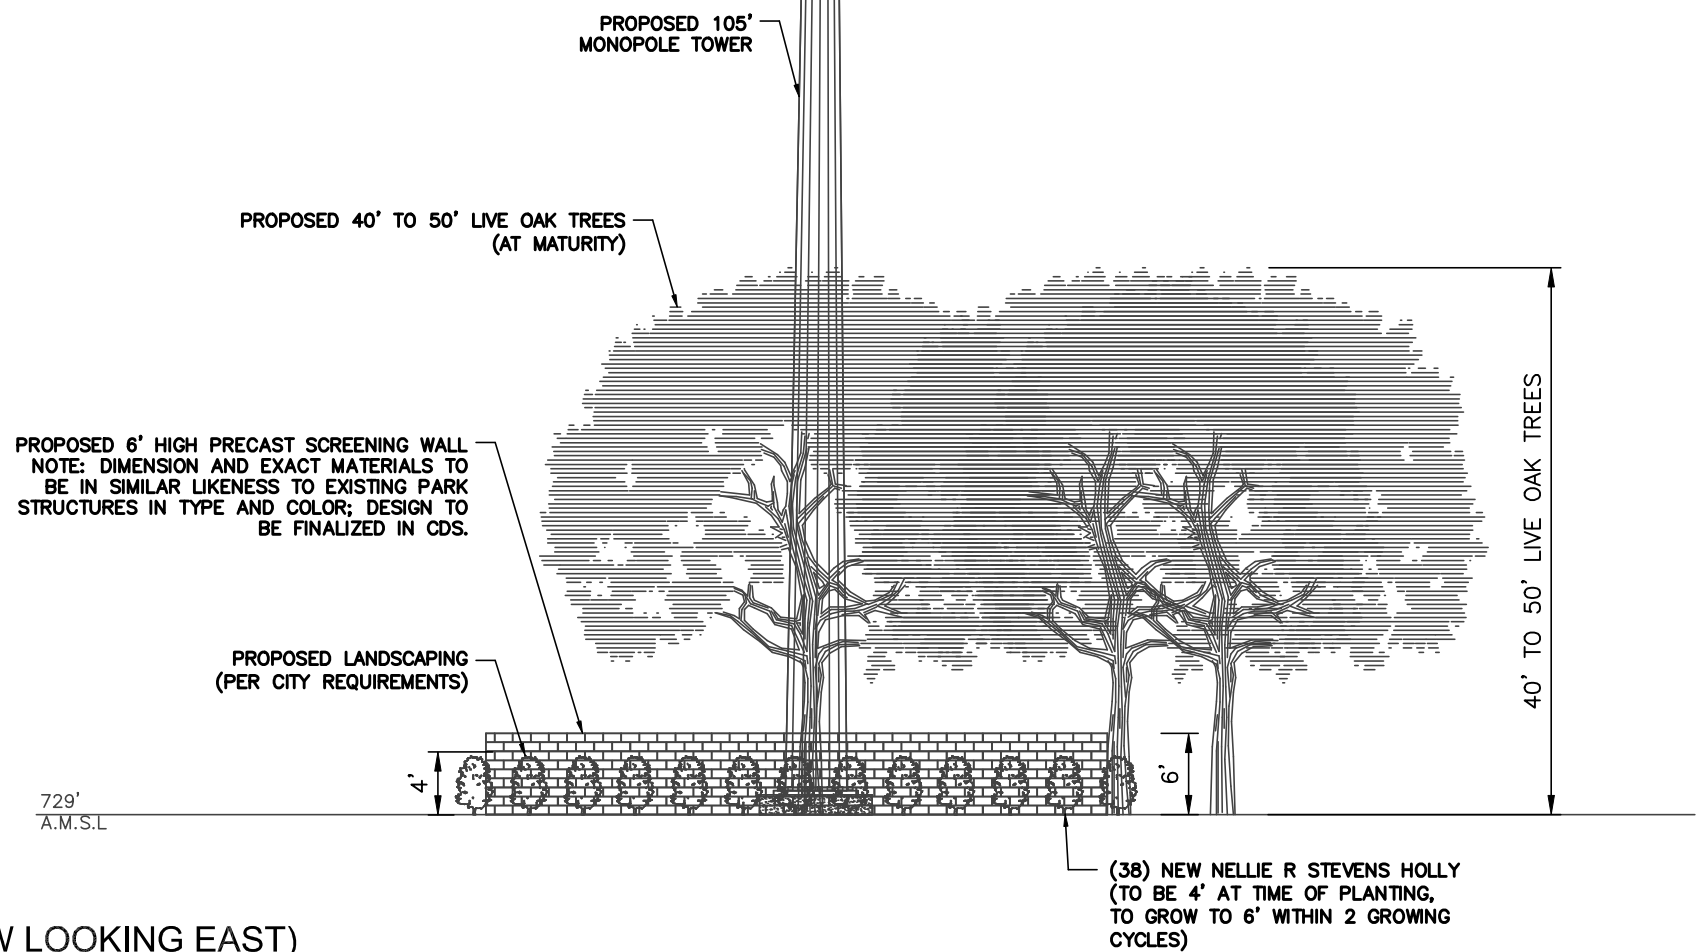 PROPOSED 105'
MONOPOLE TOWER
PROPOSED 40' TO 50' LIVE OAK TREES
(AT MATURITY)
PROPOSED 6' HIGH PRECAST SCREENING WALL
NOTE: DIMENSION AND EXACT MATERIALS TO
BE IN SIMILAR LIKENESS TO EXISTING PARK
STRUCTURES IN TYPE AND COLOR; DESIGN TO
BE FINALIZED IN CDS.
40' TO 50' LIVE OAK TREES
PROPOSED LANDSCAPING
(PER CITY REQUIREMENTS)
4'
6'
729'
A.M.S.L
(38) NEW NELLIE R STEVENS HOLLY
(TO BE 4' AT TIME OF PLANTING,
TO GROW TO 6' WITHIN 2 GROWING
CYCLES)
W LOOKING EAST)